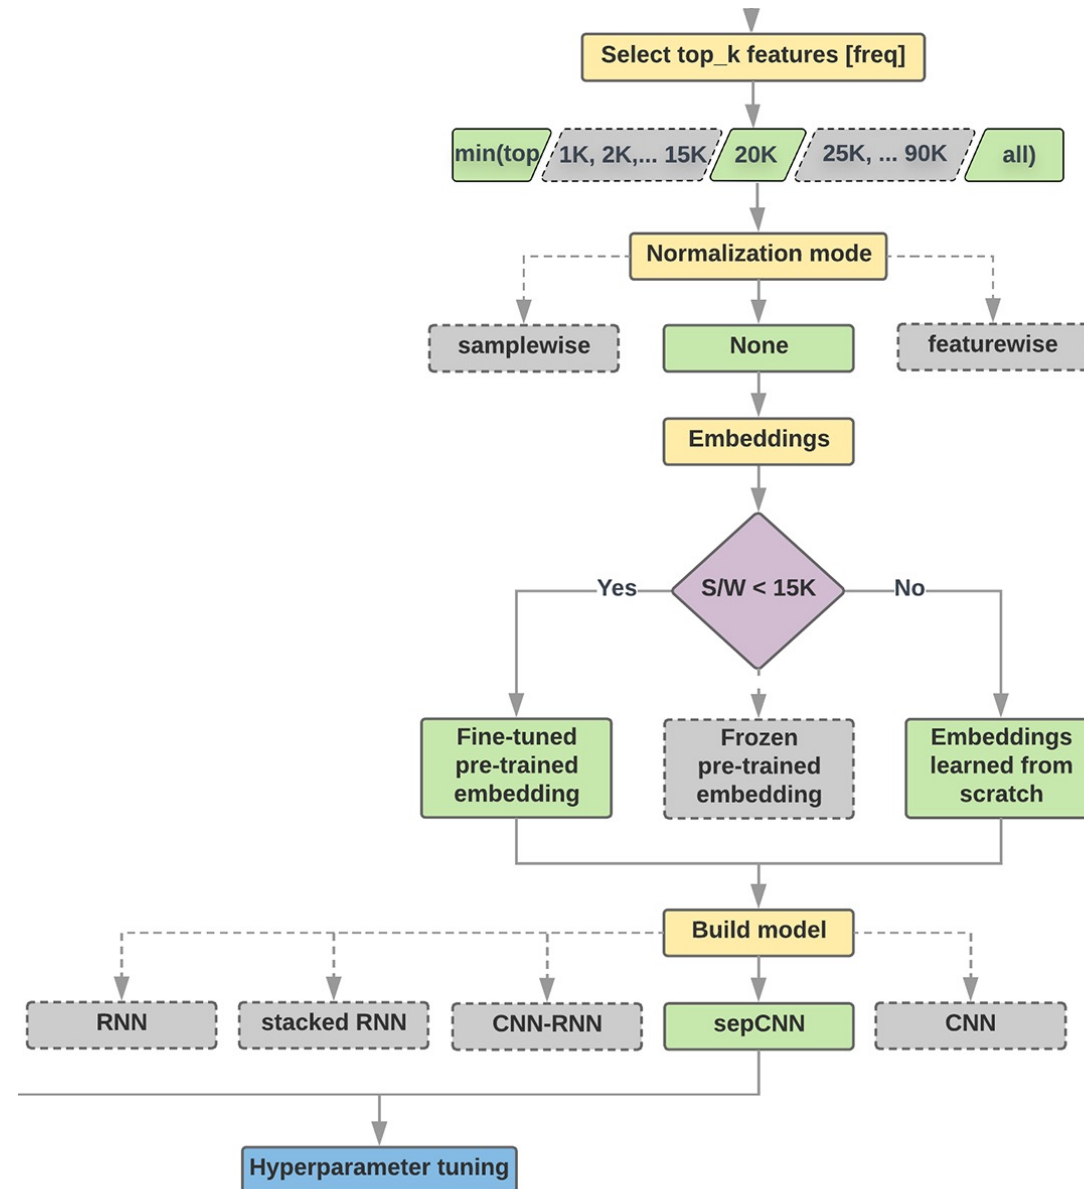 Select top_k features [freq]
min(top 1K, 2K,... 15K 20K 25K, ... 90K all)
Normalization mode
samplewise None featurewise
Embeddings
Yes S/W < 15K No
Fine-tuned
pre-trained
embedding
Frozen
pre-trained
embedding
Embeddings
learned from
scratch
Build model
RNN stacked RNN CNN-RNN sepCNN CNN
Hyperparameter tuning